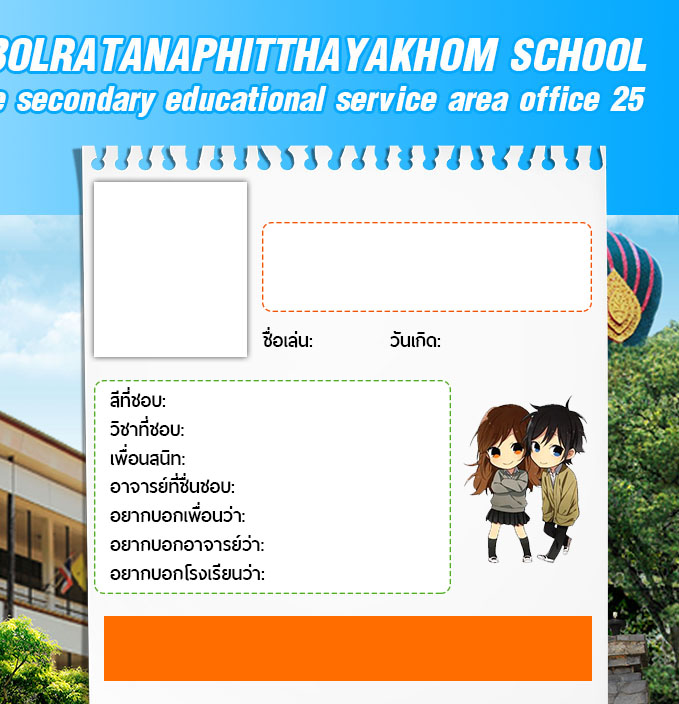 BOLRATANAPHITTHAYAKHOM SCHOOL
e secondary educational service area office 25
ชื่อเล่น: วันเกิด:
สีที่ชอบ:
วิชาที่ชอบ:
เพื่อนสนิท:
อาจารย์ที่ชื่นชอบ:
อยากบอกเพื่อนว่า:
อยากบอกอาจารย์ว่า:
อยากบอกโรงเรียนว่า: